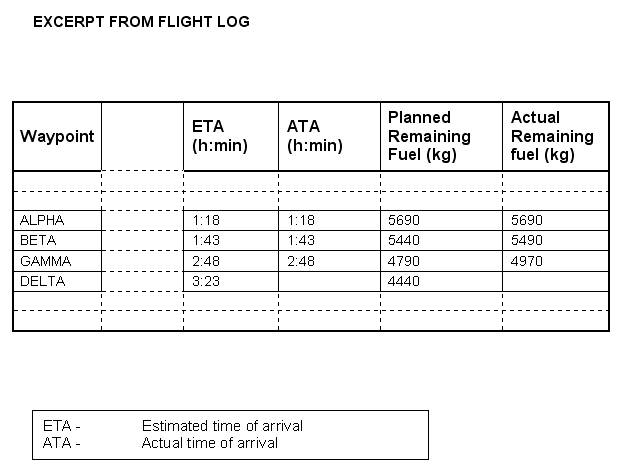 EXCERPT FROM FLIGHT LOG
Waypoint ETA (h:min) ATA (h:min) Planned Remaining Fuel (kg) Actual Remaining fuel (kg)
ALPHA 1:18 1:18 5690 5690
BETA 1:43 1:43 5440 5490
GAMMA 2:48 2:48 4790 4970
DELTA 3:23 4440
ETA - Estimated time of arrival
ATA - Actual time of arrival